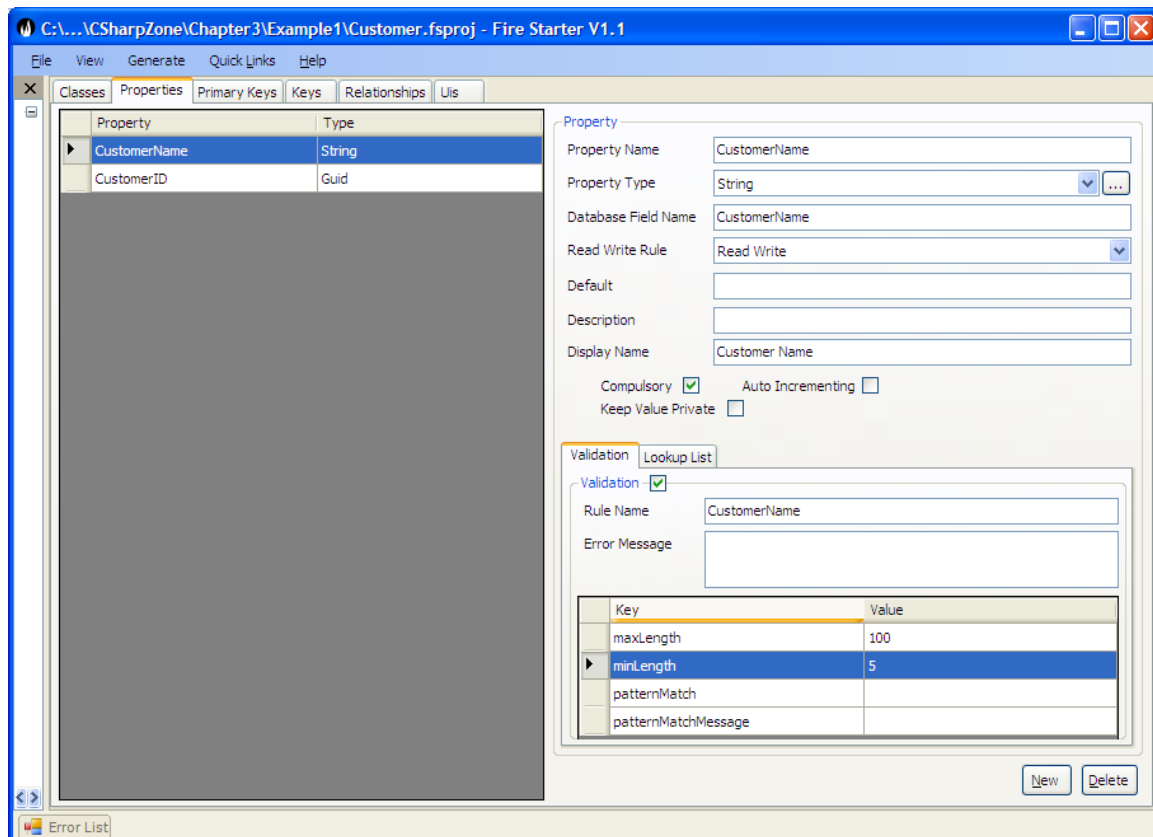 C:\...\CSharpZone\Chapter3\Example1\Customer.fsproj - Fire Starter V1.1
File View Generate Quick Links Help
Classes Properties Primary Keys Keys Relationships Uis
Property Type
CustomerName String
CustomerID Guid
Property
Property Name CustomerName
Property Type String ...
Database Field Name CustomerName
Read Write Rule Read Write
Default
Description
Display Name Customer Name
Compulsory Auto Incrementing
Keep Value Private
Validation Lookup List
Validation
Rule Name CustomerName
Error Message
Key Value
maxLength 100
minLength 5
patternMatch
patternMatchMessage
New Delete
Error List